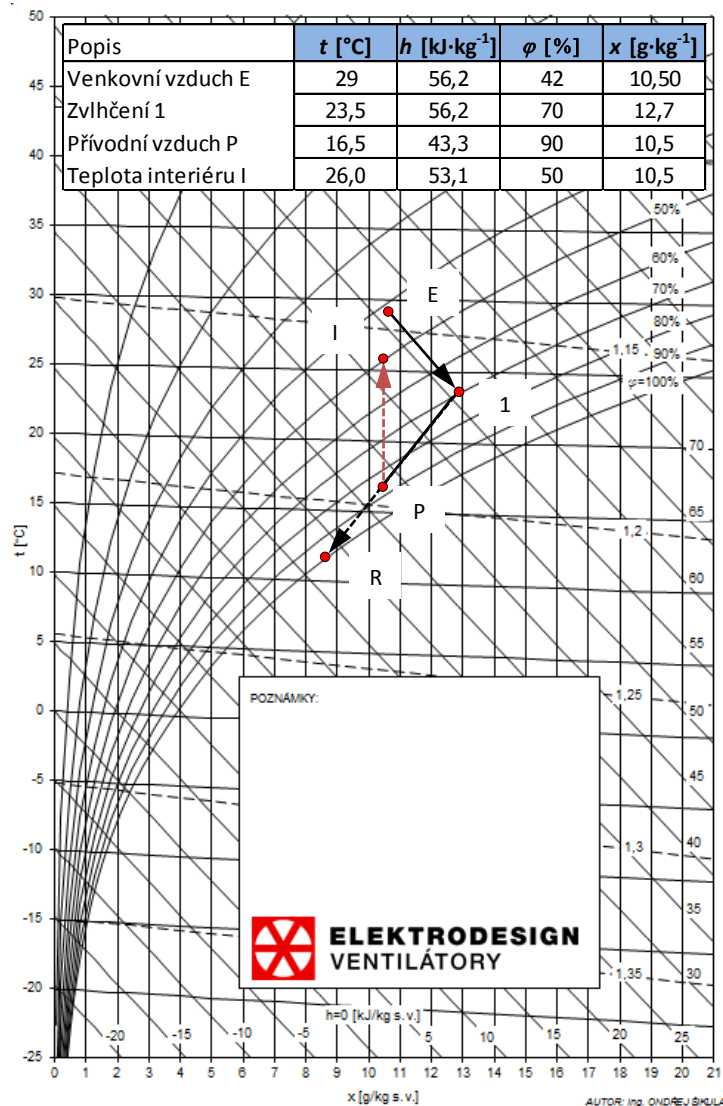 Popis t [°C] h [kJ·kg-1] φ [%] x [g·kg-1]
Venkovní vzduch E 29 56,2 42 10,50
Zvlhčení 1 23,5 56,2 70 12,7
Přívodní vzduch P 16,5 43,3 90 10,5
Teplota interiéru I 26,0 53,1 50 10,5
50
45
40
35
30
25
20
15
10
5
0
-5
-10
-15
-20
-25
t [°C]
50%
60%
70%
80%
90%
φ=100%
E
I
1
P
R
1,15
1,2
1,25
1,3
1,35
70
65
60
55
50
45
40
35
30
POZNÁMKY:
ELEKTRODESIGN
VENTILÁTORY
h=0 [kJ/kg s.v.]
-20 -15 -10 -5 5 10 15 20 25
0 1 2 3 4 5 6 7 8 9 10 11 12 13 14 15 16 17 18 19 20 21
x [g/kg s.v.]
AUTOR: Ing. ONDŘEJ ŠIKULA